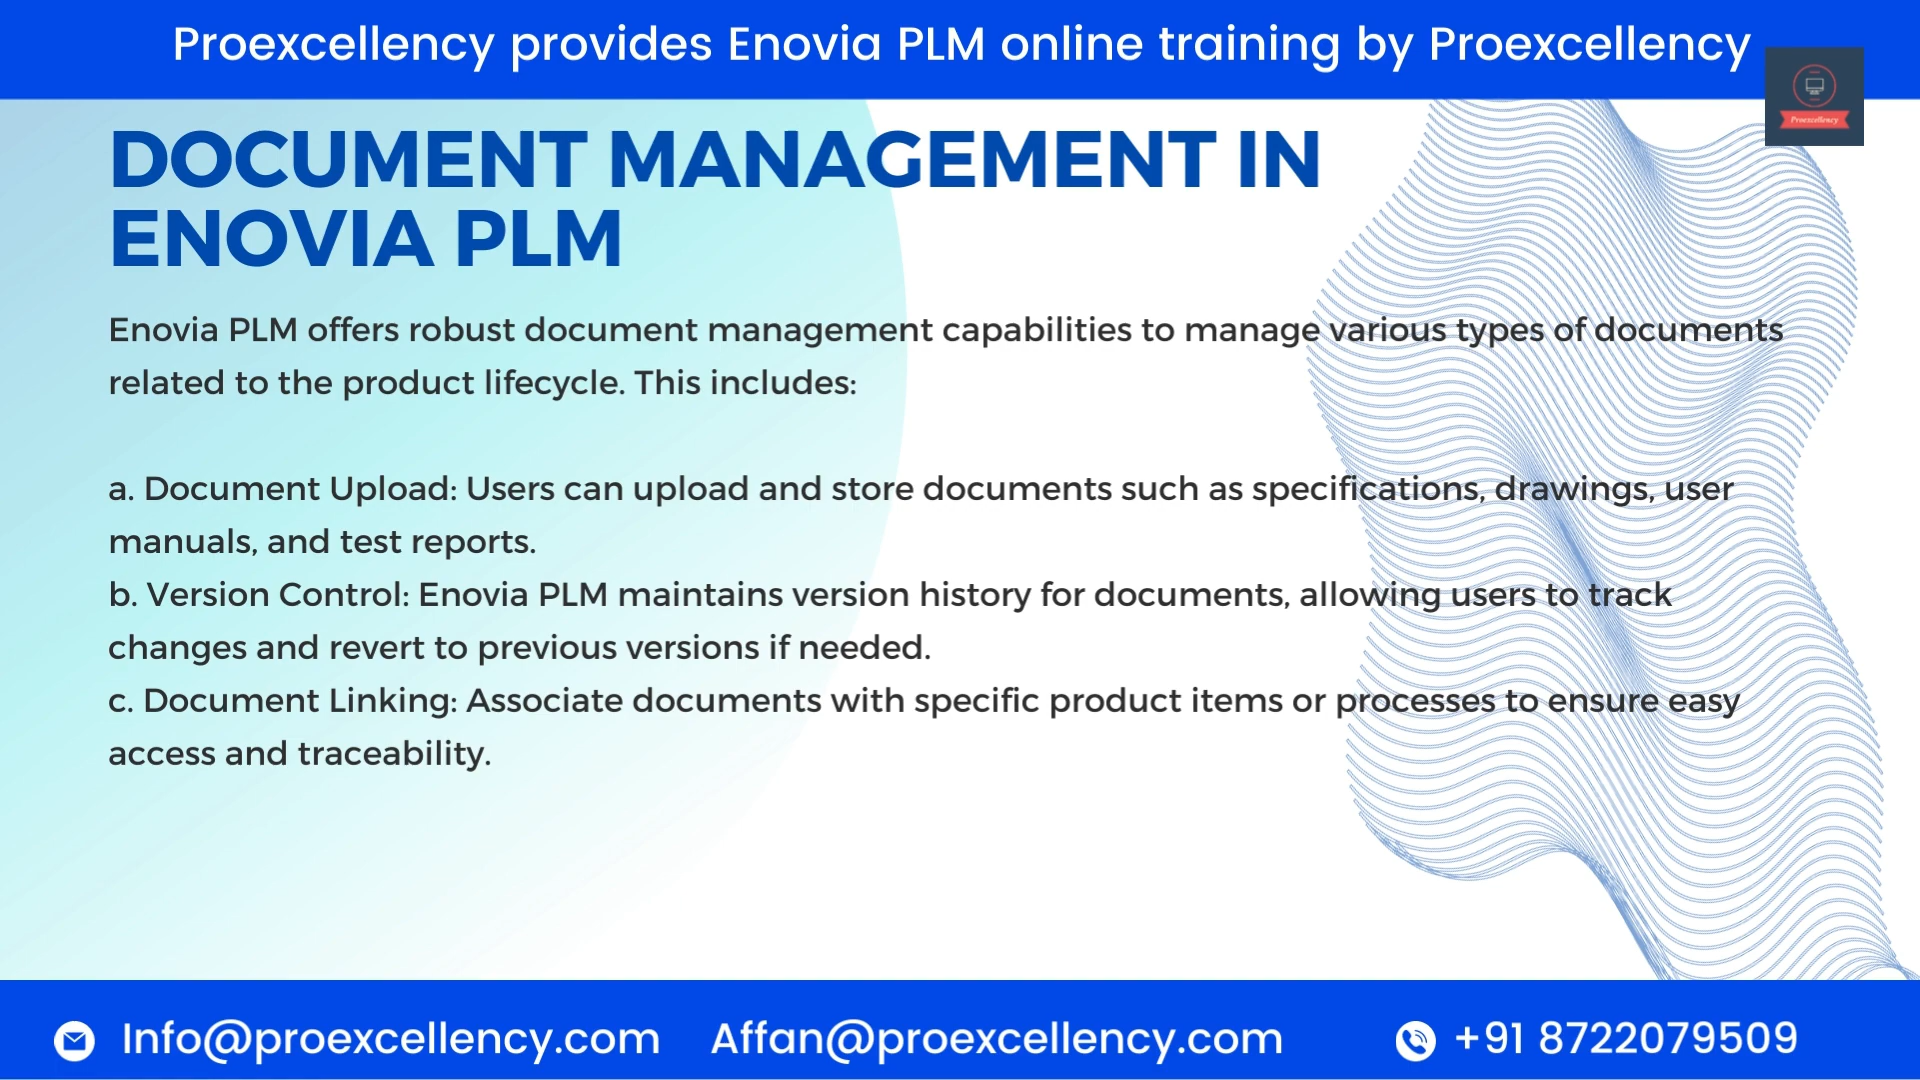 Proexcellency provides Enovia PLM online training by Proexcellency
Proexcellency
DOCUMENT MANAGEMENT IN
ENOVIA PLM
Enovia PLM offers robust document management capabilities to manage various types of documents
related to the product lifecycle. This includes:
a. Document Upload: Users can upload and store documents such as specifications, drawings, user
manuals, and test reports.
b. Version Control: Enovia PLM maintains version history for documents, allowing users to track
changes and revert to previous versions if needed.
c. Document Linking: Associate documents with specific product items or processes to ensure easy
access and traceability.
Info@proexcellency.com Affan@proexcellency.com +91 8722079509